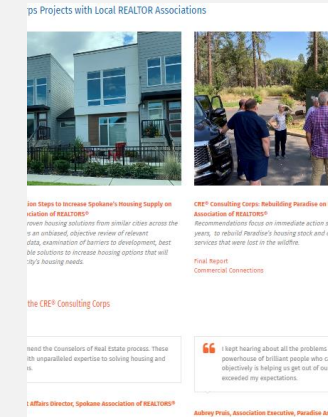 rps Projects with Local REALTOR Associations
ion Steps to Increase Spokane's Housing Supply on
ociation of REALTORS®
roven housing solutions from similar cities across the
s an unbiased, objective review of relevant
data, examination of barriers to development, best
ble solutions to increase housing options that will
city's housing needs.
CRE® Consulting Corps: Rebuilding Paradise on
Association of REALTORS®
Recommendations focus on immediate action s
years, to rebuild Paradise's housing stock and
services that were lost in the wildfire.
Final Report
Commercial Connections
the CRE® Consulting Corps
mend the Counselors of Real Estate process. These
ith unparalleled expertise to solving housing and
s.
t Affairs Director, Spokane Association of REALTORS®
I kept hearing about all the problems
powerhouse of brilliant people who c
objectively is helping us get out of ou
exceeded my expectations.
Aubrey Pruis, Association Executive, Paradise As